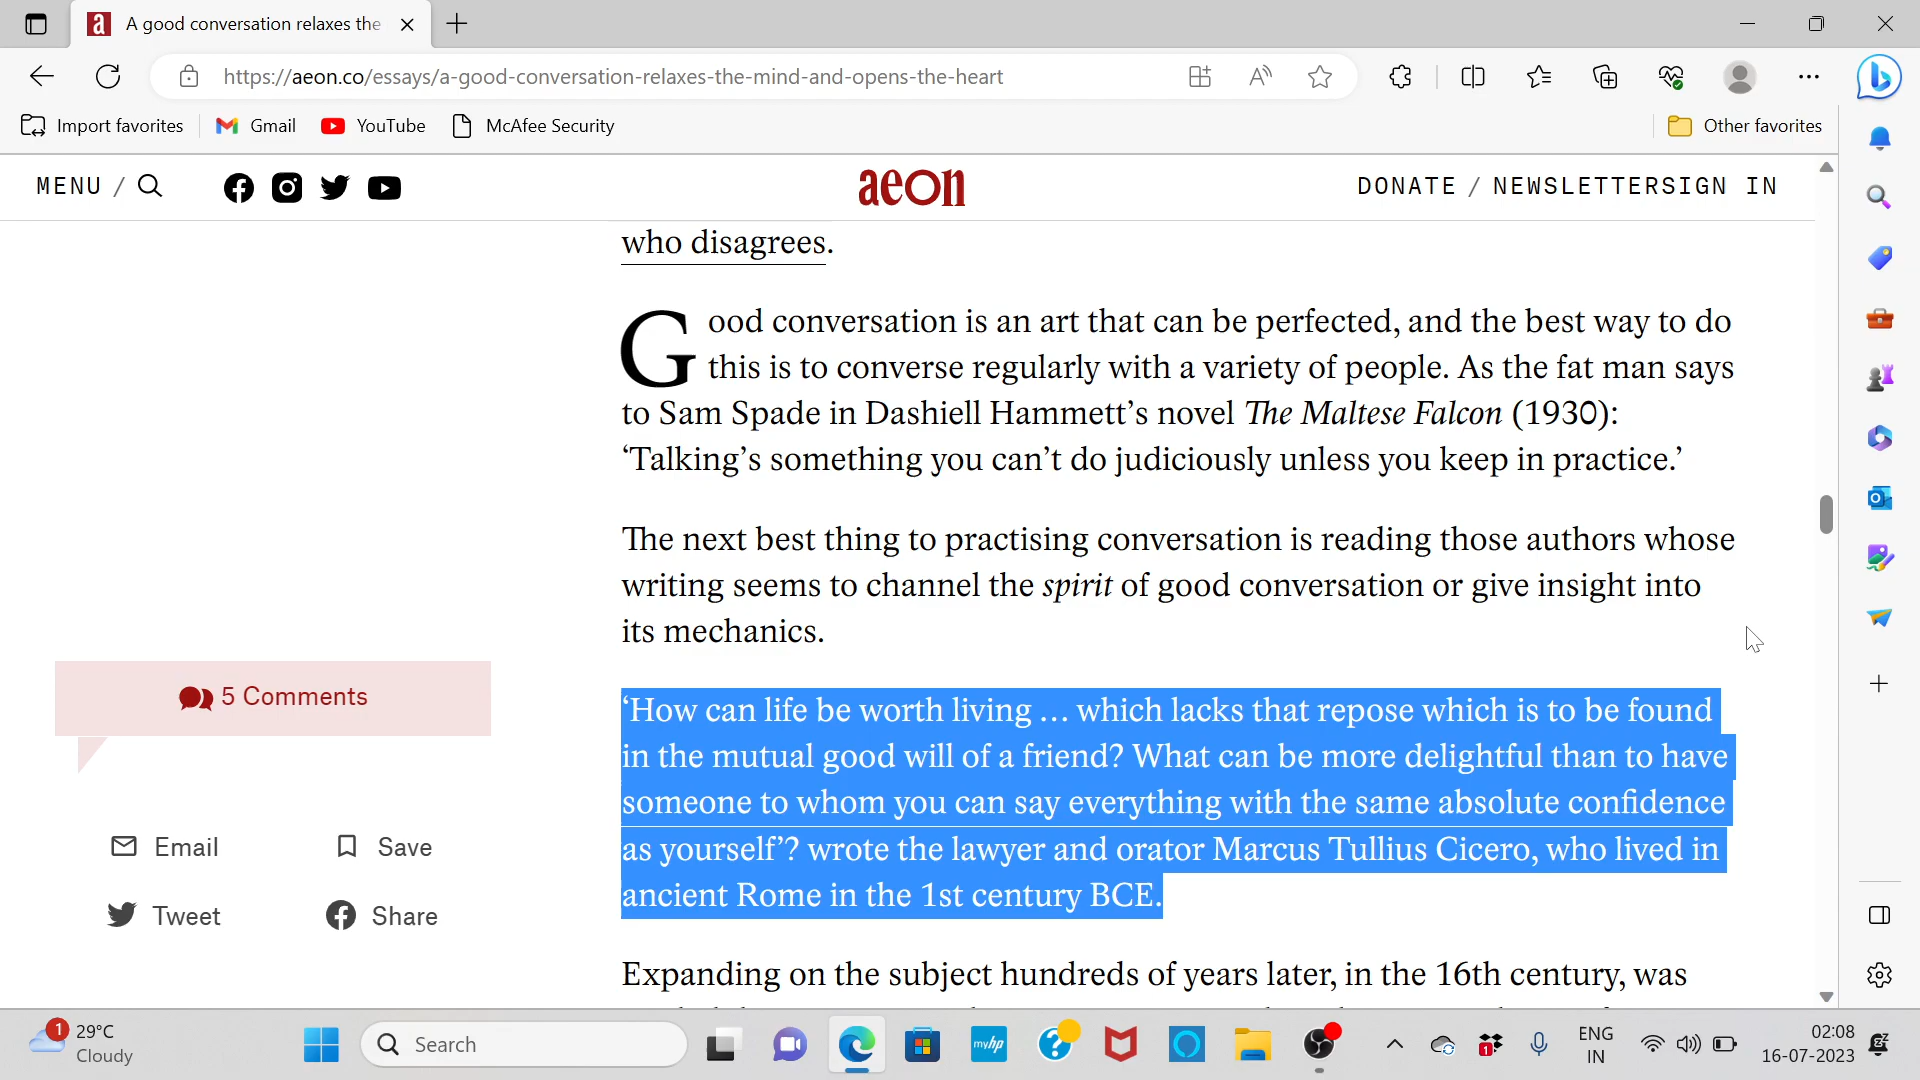 A good conversation relaxes the
https://aeon.co/essays/a-good-conversation-relaxes-the-mind-and-opens-the-heart
Import favorites
Gmail
YouTube
McAfee Security
Other favorites
MENU /
aeon
DONATE / NEWSLETTERSIGN IN
who disagrees.
Good conversation is an art that can be perfected, and the best way to do
this is to converse regularly with a variety of people. As the fat man says
to Sam Spade in Dashiell Hammett’s novel The Maltese Falcon (1930):
‘Talking’s something you can’t do judiciously unless you keep in practice.’
The next best thing to practising conversation is reading those authors whose
writing seems to channel the spirit of good conversation or give insight into
its mechanics.
5 Comments
‘How can life be worth living … which lacks that repose which is to be found
in the mutual good will of a friend? What can be more delightful than to have
someone to whom you can say everything with the same absolute confidence
as yourself’? wrote the lawyer and orator Marcus Tullius Cicero, who lived in
ancient Rome in the 1st century BCE.
Email
Save
Tweet
Share
Expanding on the subject hundreds of years later, in the 16th century, was
1
29°C
Cloudy
Search
myhp
1
ENG
IN
02:08
16-07-2023